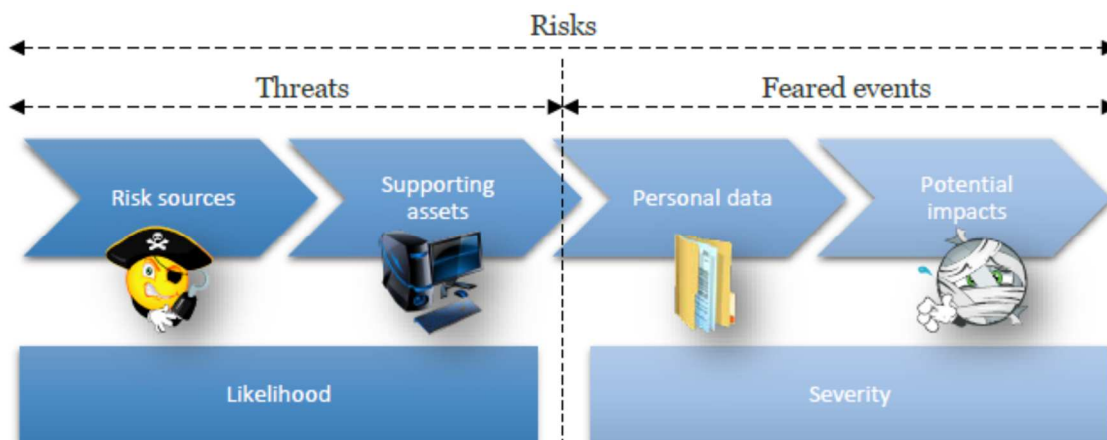 Risks
Threats
Feared events
Risk sources
Supporting
assets
Personal data
Potential
impacts
Likelihood
Severity